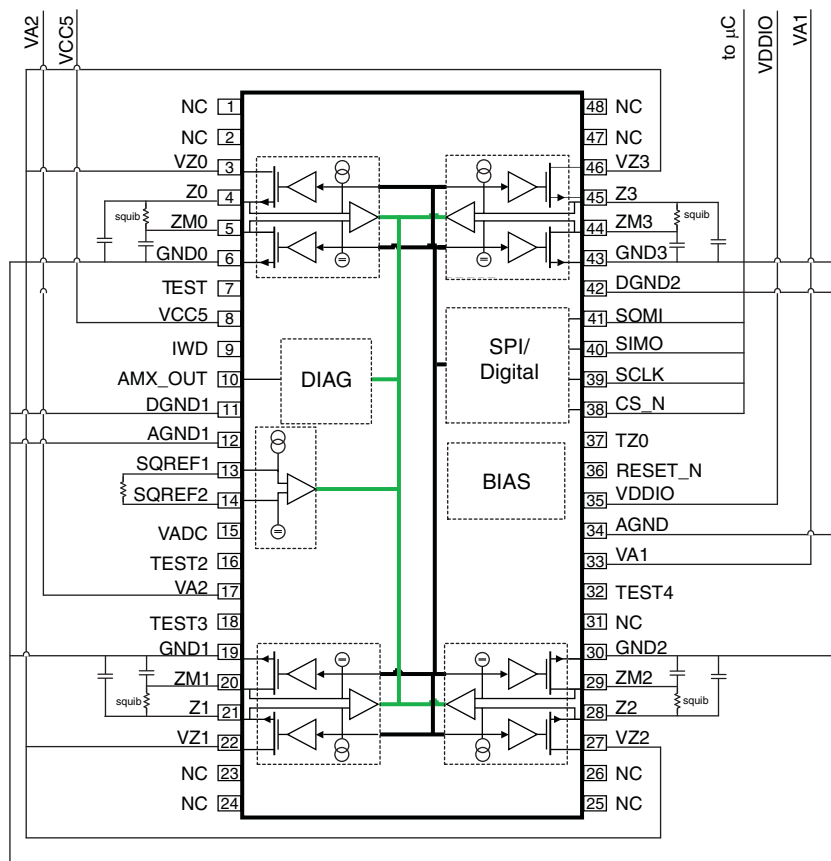 VA2
VCC5
to μC
VDDIO
VA1
NC 1
NC 2
VZ0 3
Z0 4
squib
ZM0 5
GND0 6
TEST 7
VCC5 8
IWD 9
AMX_OUT 10
DGND1 11
AGND1 12
SQREF1 13
SQREF2 14
VADC 15
TEST2 16
VA2 17
TEST3 18
GND1 19
ZM1 20
squib
Z1 21
VZ1 22
NC 23
NC 24
DIAG
SPI/
Digital
BIAS
48 NC
47 NC
46 VZ3
45 Z3
squib
44 ZM3
43 GND3
42 DGND2
41 SOMI
40 SIMO
39 SCLK
38 CS_N
37 TZ0
36 RESET_N
35 VDDIO
34 AGND
33 VA1
32 TEST4
31 NC
30 GND2
29 ZM2
squib
28 Z2
27 VZ2
26 NC
25 NC